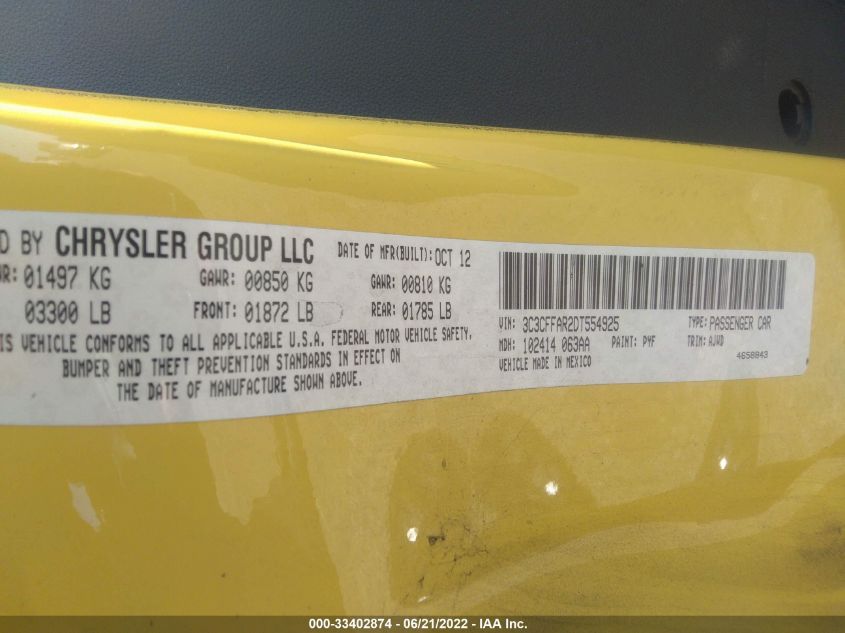 D BY CHRYSLER GROUP LLC DATE OF MFR(BUILT): OCT 12
R: 01497 KG GAWR: 00850 KG GAWR: 00810 KG
03300 LB FRONT: 01872 LB REAR: 01785 LB
IS VEHICLE CONFORMS TO ALL APPLICABLE U.S.A. FEDERAL MOTOR VEHICLE SAFETY,
BUMPER AND THEFT PREVENTION STANDARDS IN EFFECT ON
THE DATE OF MANUFACTURE SHOWN ABOVE.
VIN: 3C3CFFAR2DT554925 TYPE: PASSENGER CAR
MDH: 102414 063AA PAINT: PYF TRIM: AJWD
VEHICLE MADE IN MEXICO 4658843
000-33402874 - 06/21/2022 - IAA Inc.